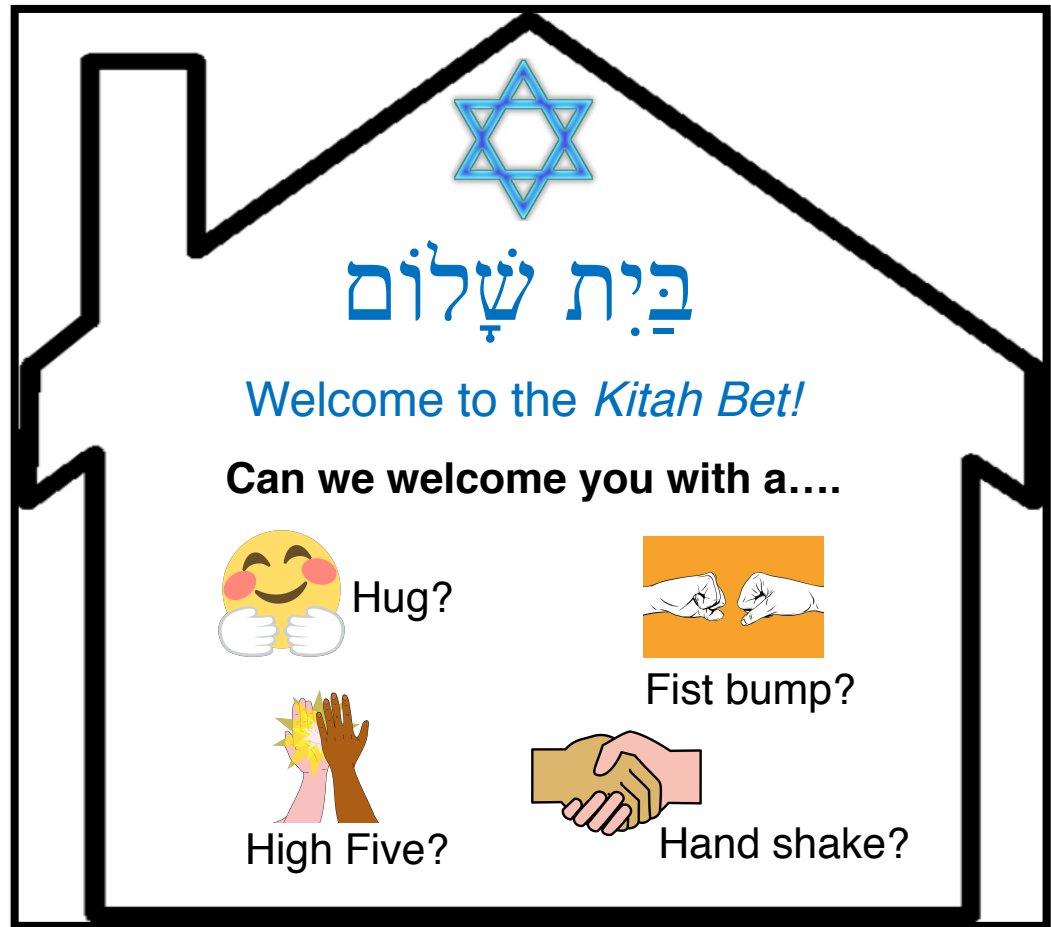 בַּיִת שָׁלוֹם
Welcome to the Kitah Bet!
Can we welcome you with a....
Hug?
Fist bump?
High Five?
Hand shake?